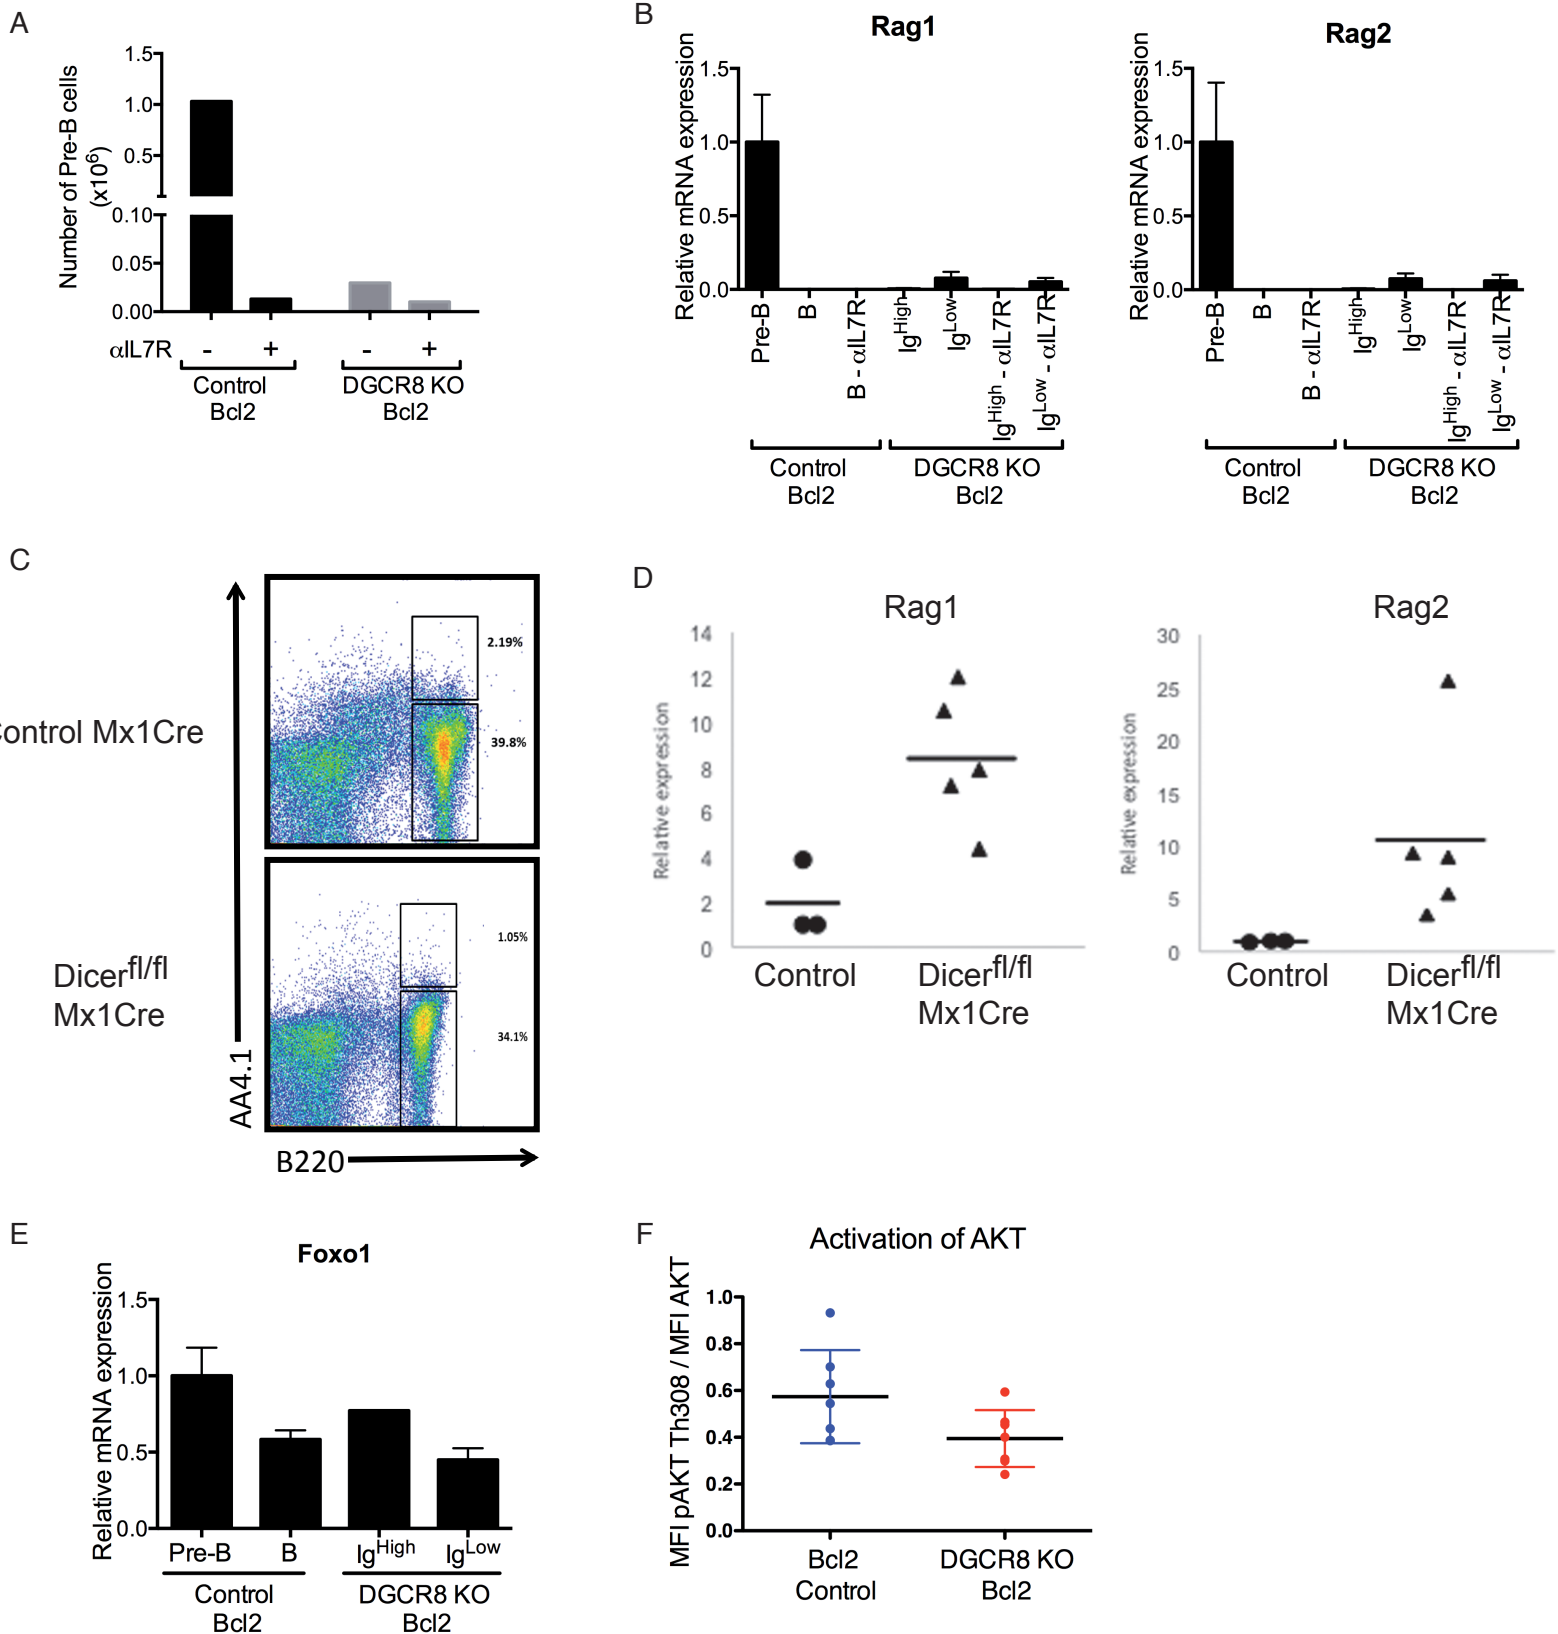 A
Number of Pre-B cells
(x10⁶)
1.5
1.0
0.5
0.10
0.05
0.00
αIL7R - + - +
Control
Bcl2
DGCR8 KO
Bcl2
B
Rag1
Relative mRNA expression
1.5
1.0
0.5
0.0
Pre-B
B
B - αIL7R
Igᴴⁱᵍʰ
Igᴸᵒʷ
Igᴴⁱᵍʰ - αIL7R
Igᴸᵒʷ - αIL7R
Control
Bcl2
DGCR8 KO
Bcl2
Rag2
Relative mRNA expression
1.5
1.0
0.5
0.0
Pre-B
B
B - αIL7R
Igᴴⁱᵍʰ
Igᴸᵒʷ
Igᴴⁱᵍʰ - αIL7R
Igᴸᵒʷ - αIL7R
Control
Bcl2
DGCR8 KO
Bcl2
C
ontrol Mx1Cre
2.19%
39.8%
Dicerfl/fl
Mx1Cre
1.05%
34.1%
AA4.1
B220
D
Rag1
Relative expression
14
12
10
8
6
4
2
0
Control
Dicerfl/fl
Mx1Cre
Rag2
Relative expression
30
25
20
15
10
5
0
Control
Dicerfl/fl
Mx1Cre
E
Foxo1
Relative mRNA expression
1.5
1.0
0.5
0.0
Pre-B B Igᴴⁱᵍʰ Igᴸᵒʷ
Control
Bcl2
DGCR8 KO
Bcl2
F
Activation of AKT
MFI pAKT Th308 / MFI AKT
1.0
0.8
0.6
0.4
0.2
0.0
Bcl2
Control
DGCR8 KO
Bcl2